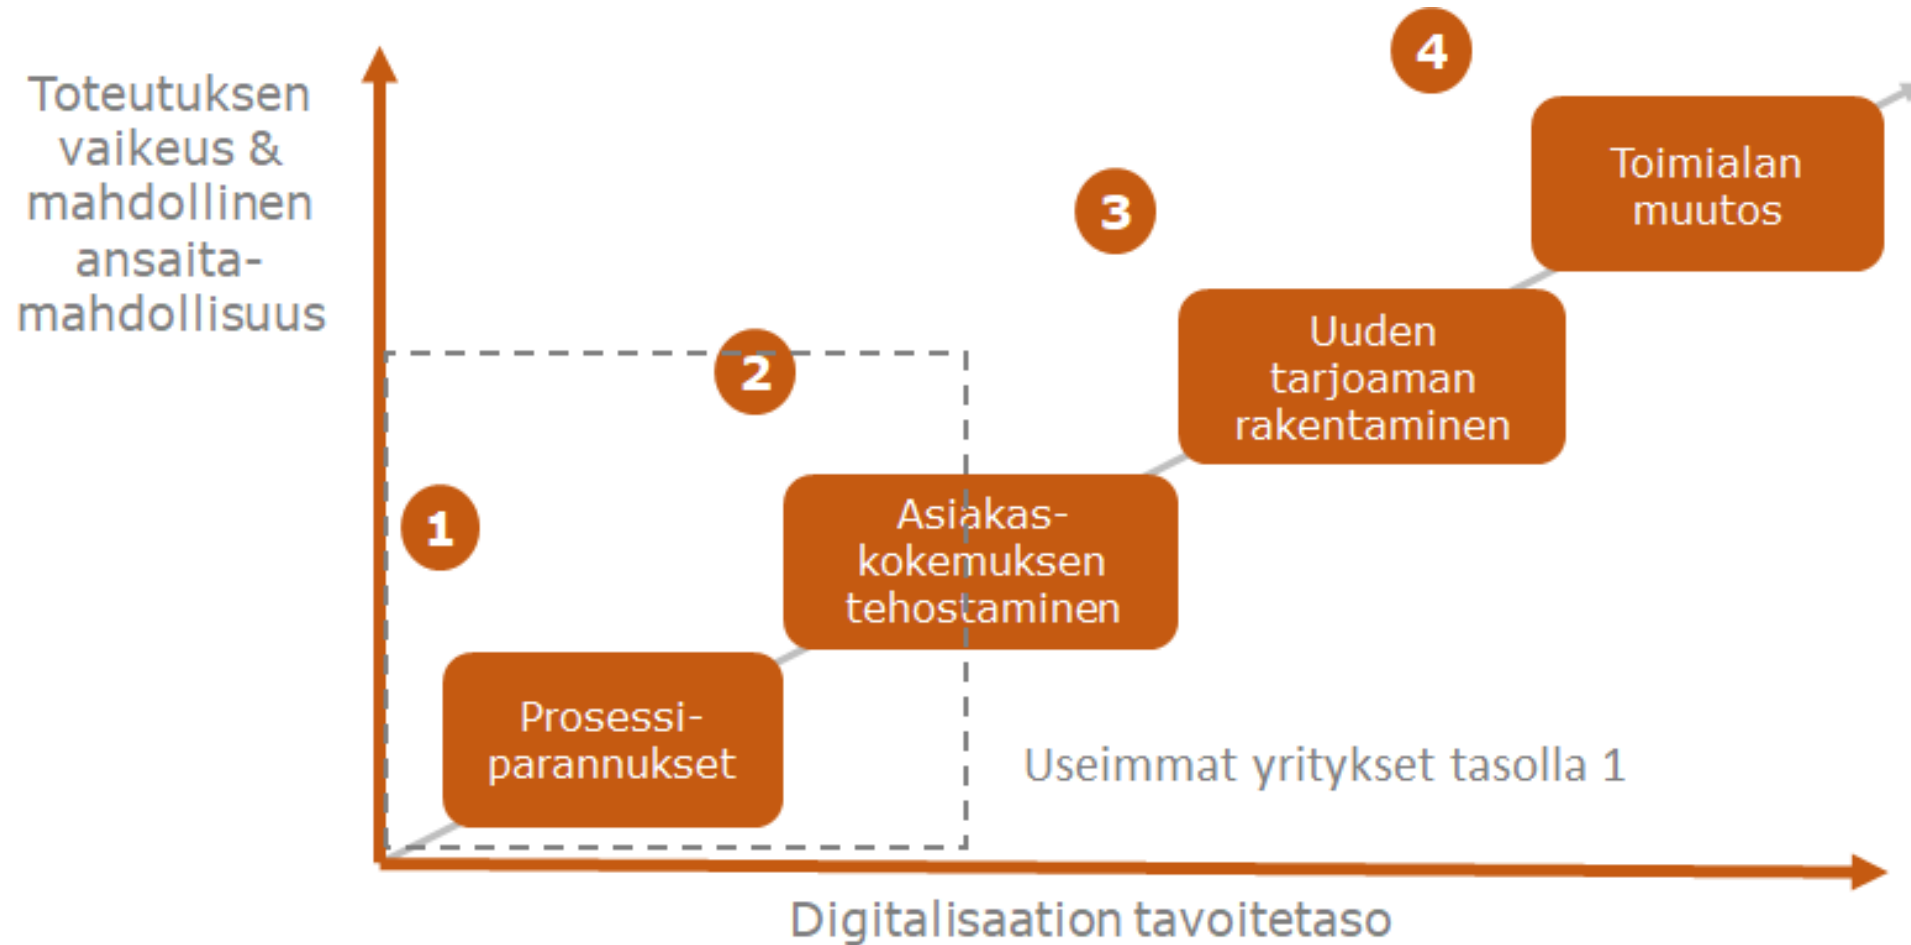 Toteutuksen
vaikeus &
mahdollinen
ansaita-
mahdollisuus
4
Toimialan
muutos
3
Uuden
tarjoaman
rakentaminen
2
Asiakas-
kokemuksen
tehostaminen
1
Prosessi-
parannukset
Useimmat yritykset tasolla 1
Digitalisaation tavoitetaso